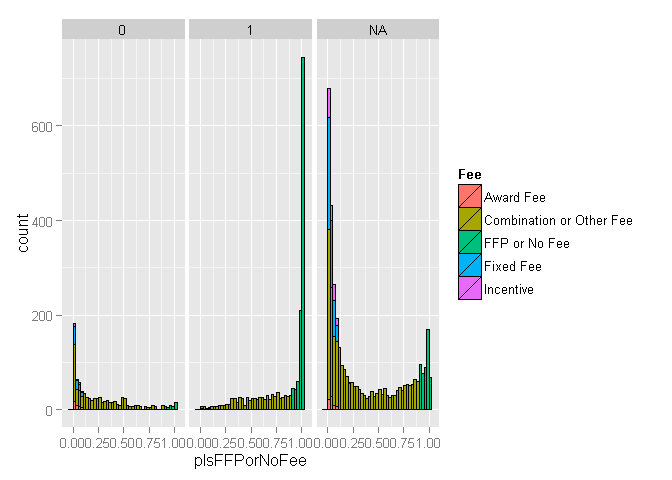 0 1 NA
600
400
200
0
count
0.000.250.500.751.00 0.000.250.500.751.00 0.000.250.500.751.00
pIsFFPorNoFee
Fee
Award Fee
Combination or Other Fee
FFP or No Fee
Fixed Fee
Incentive